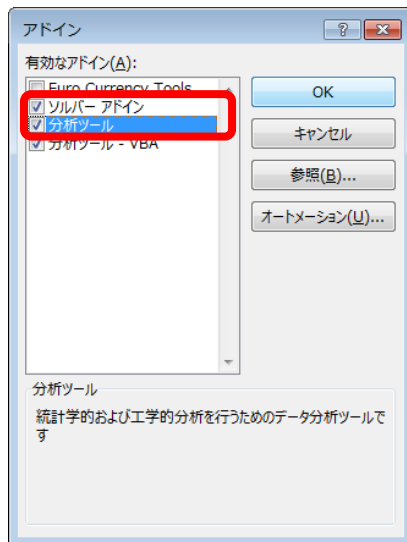 アドイン
有効なアドイン(A):
Euro Currency Tools
ソルバー アドイン
分析ツール
分析ツール - VBA
OK
キャンセル
参照(B)...
オートメーション(U)...
分析ツール
統計学的および工学的分析を行うためのデータ分析ツールで
す